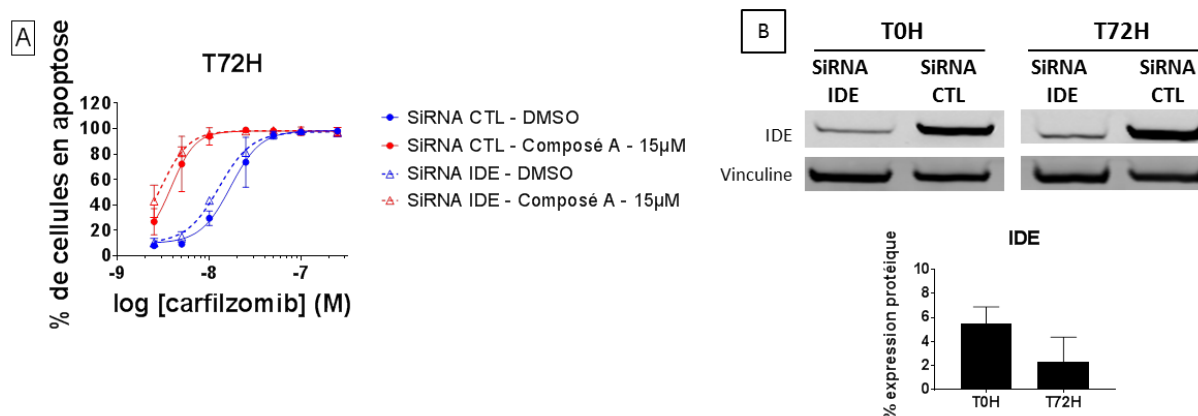 A
T72H
% de cellules en apoptose
120
100
80
60
40
20
0
-9
-8
-7
log [carfilzomib] (M)
SiRNA CTL - DMSO
SiRNA CTL - Composé A - 15µM
SiRNA IDE - DMSO
SiRNA IDE - Composé A - 15µM
B
T0H
T72H
SiRNA IDE
SiRNA CTL
SiRNA IDE
SiRNA CTL
IDE
Vinculine
IDE
% expression protéique
10
8
6
4
2
0
T0H
T72H